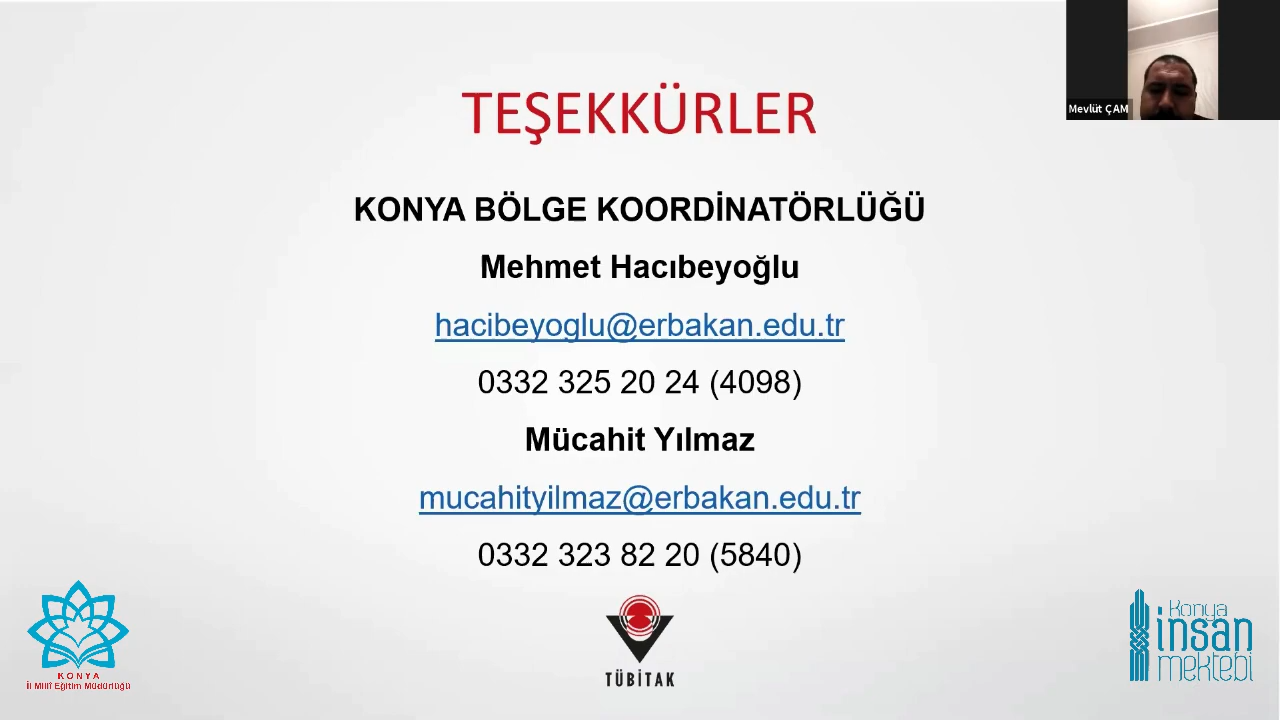 Mevlüt ÇAM
TEŞEKKÜRLER
KONYA BÖLGE KOORDİNATÖRLÜĞÜ
Mehmet Hacıbeyoğlu
hacibeyoglu@erbakan.edu.tr
0332 325 20 24 (4098)
Mücahit Yılmaz
mucahityilmaz@erbakan.edu.tr
0332 323 82 20 (5840)
KONYA
İl Millî Eğitim Müdürlüğü
TÜBİTAK
Konya
insan
mektebi